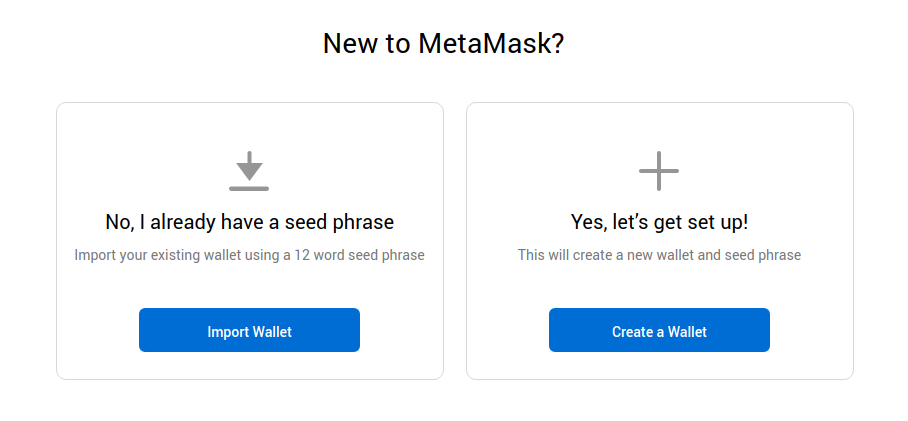 New to MetaMask?
No, I already have a seed phrase
Import your existing wallet using a 12 word seed phrase
Import Wallet
Yes, let’s get set up!
This will create a new wallet and seed phrase
Create a Wallet